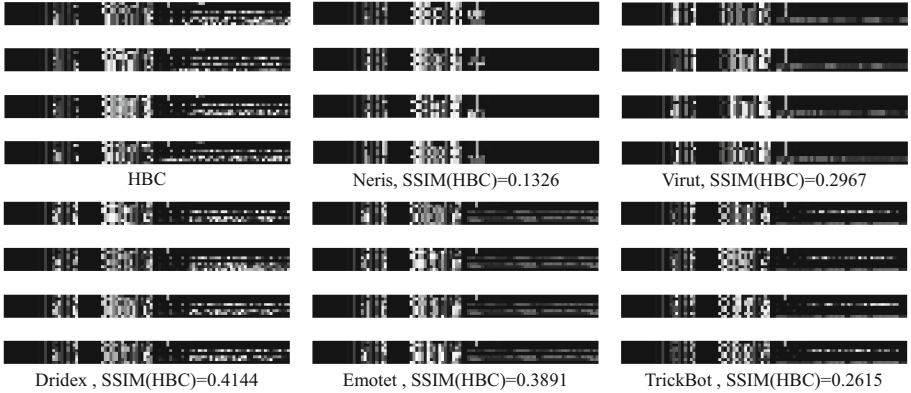 HBC
Neris, SSIM(HBC)=0.1326
Virut, SSIM(HBC)=0.2967
Dridex , SSIM(HBC)=0.4144
Emotet , SSIM(HBC)=0.3891
TrickBot , SSIM(HBC)=0.2615